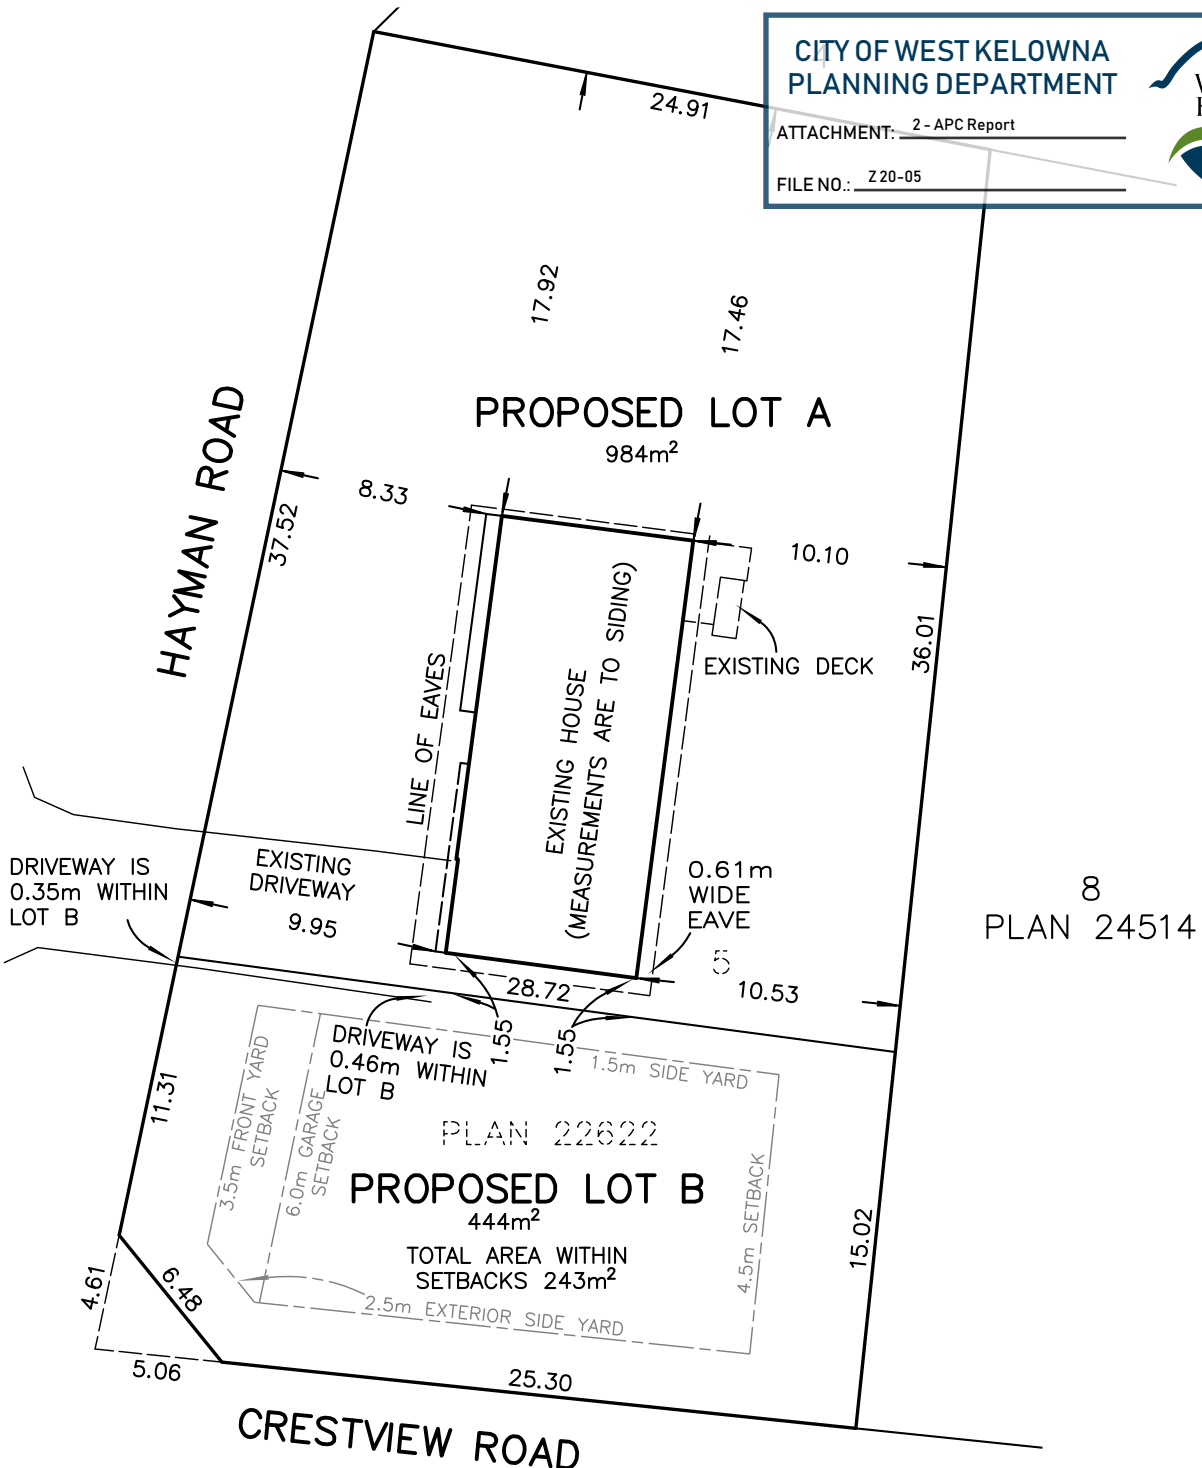 CITY OF WEST KELOWNA
PLANNING DEPARTMENT
ATTACHMENT: 2 - APC Report
FILE NO.: Z 20-05
24.91
17.92
17.46
PROPOSED LOT A
984m²
HAYMAN ROAD
37.52
8.33
10.10
36.01
EXISTING DECK
LINE OF EAVES
EXISTING HOUSE
(MEASUREMENTS ARE TO SIDING)
DRIVEWAY IS
0.35m WITHIN
LOT B
EXISTING
DRIVEWAY
9.95
0.61m
WIDE
EAVE
5
10.53
8
PLAN 24514
28.72
1.55
1.55
DRIVEWAY IS
0.46m WITHIN
LOT B
1.5m SIDE YARD
11.31
3.5m FRONT YARD
SETBACK
6.0m GARAGE
SETBACK
PLAN 22622
PROPOSED LOT B
444m²
TOTAL AREA WITHIN
SETBACKS 243m²
4.5m SETBACK
15.02
2.5m EXTERIOR SIDE YARD
4.61
6.48
5.06
25.30
CRESTVIEW ROAD